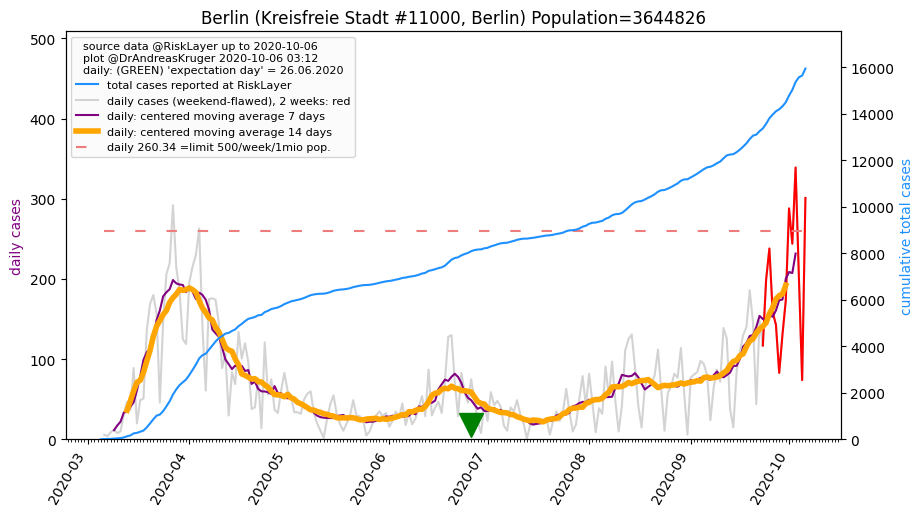 Berlin (Kreisfreie Stadt #11000, Berlin) Population=3644826
source data @RiskLayer up to 2020-10-06
plot @DrAndreasKruger 2020-10-06 03:12
daily: (GREEN) 'expectation day' = 26.06.2020
total cases reported at RiskLayer
daily cases (weekend-flawed), 2 weeks: red
daily: centered moving average 7 days
daily: centered moving average 14 days
daily 260.34 =limit 500/week/1mio pop.
daily cases
500
400
300
200
100
0
cumulative total cases
16000
14000
12000
10000
8000
6000
4000
2000
0
2020-03
2020-04
2020-05
2020-06
2020-07
2020-08
2020-09
2020-10